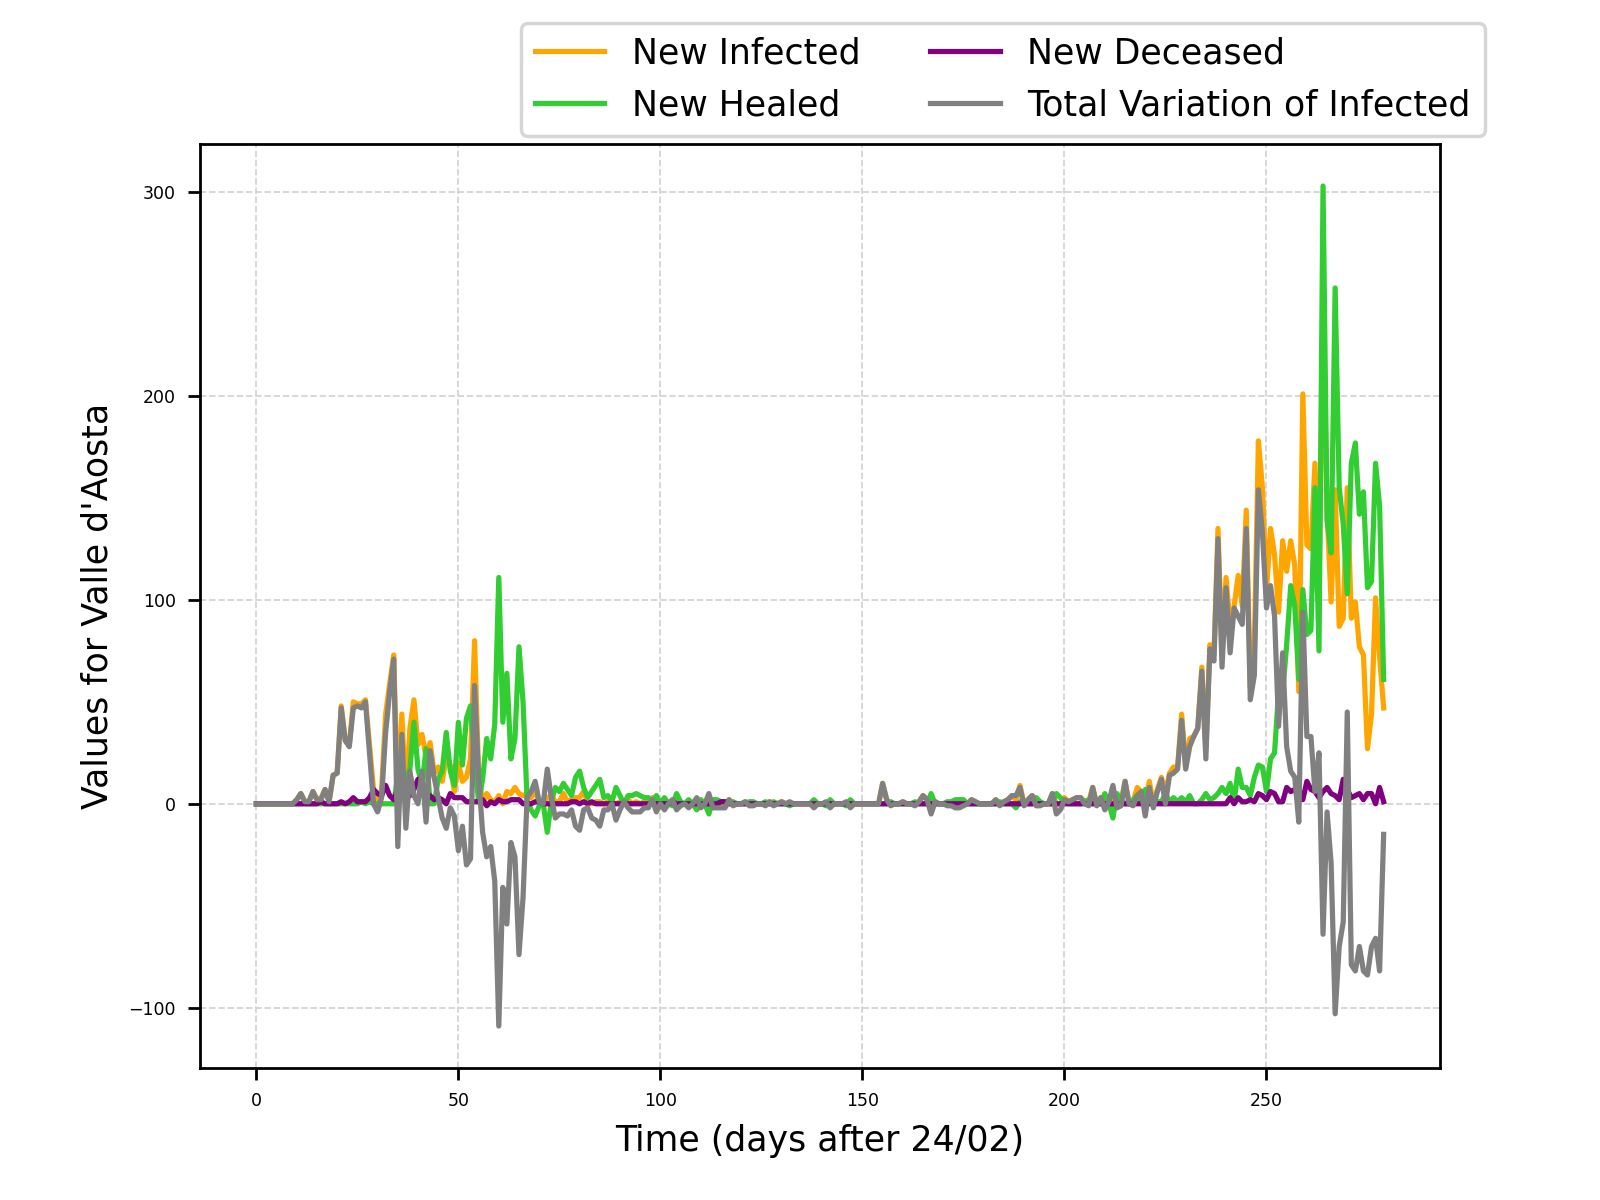 New Infected
New Healed
New Deceased
Total Variation of Infected
300
200
100
0
−100
Values for Valle d'Aosta
0 50 100 150 200 250
Time (days after 24/02)